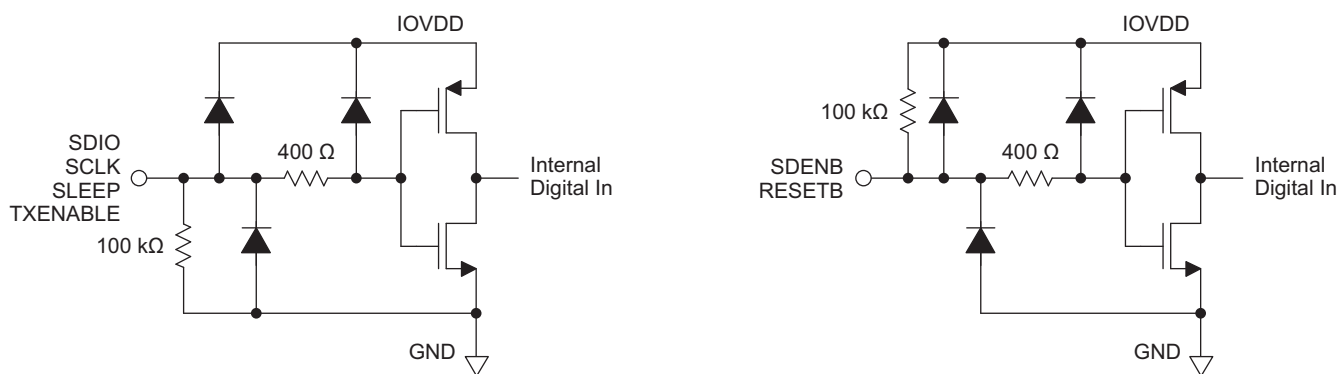 IOVDD
SDIO
SCLK
SLEEP
TXENABLE
400 Ω
100 kΩ
Internal
Digital In
GND
IOVDD
100 kΩ
SDENB
RESETB
400 Ω
Internal
Digital In
GND